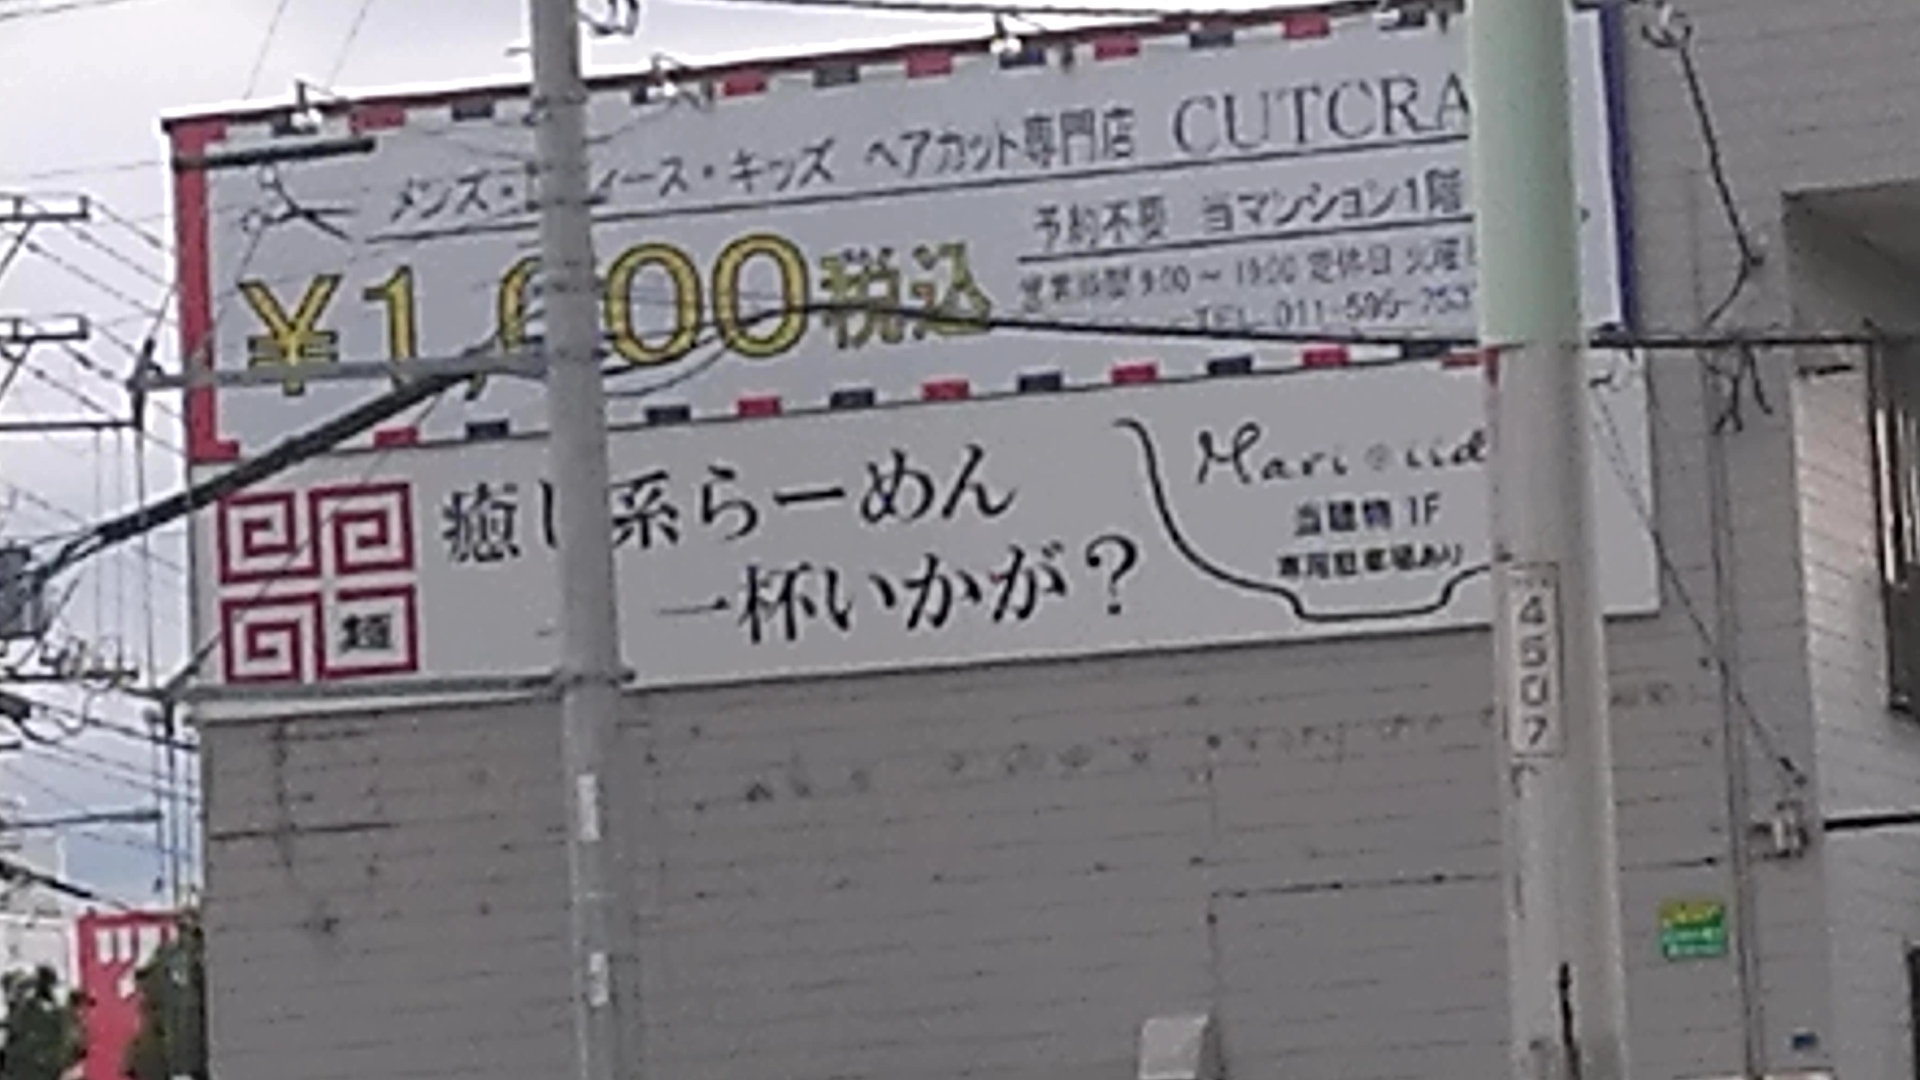 メンズ・ ィース・キッズ ヘアカット専門店 CUTCRA
¥1, 00税込
予約不要 当マンション1階
営業時間 9:00 ~ 19:00 定休日
TEL 011-595-
癒し系らーめん
一杯いかが?
麺
当建物 1F
専用駐車場あり
4507